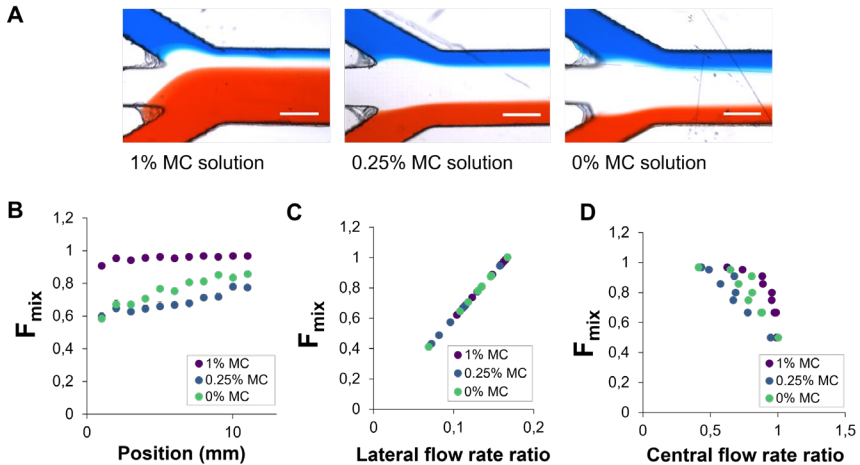 A
1% MC solution
0.25% MC solution
0% MC solution
B
C
D
1,2
1
0,8
0,6
0,4
0,2
0
F mix
1% MC
0.25% MC
0% MC
0
10
Position (mm)
1,2
1
0,8
0,6
0,4
0,2
0
F mix
1% MC
0.25% MC
0% MC
0
0,1
0,2
Lateral flow rate ratio
1,2
1
0,8
0,6
0,4
0,2
0
F mix
1% MC
0.25% MC
0% MC
0
0,5
1
1,5
Central flow rate ratio